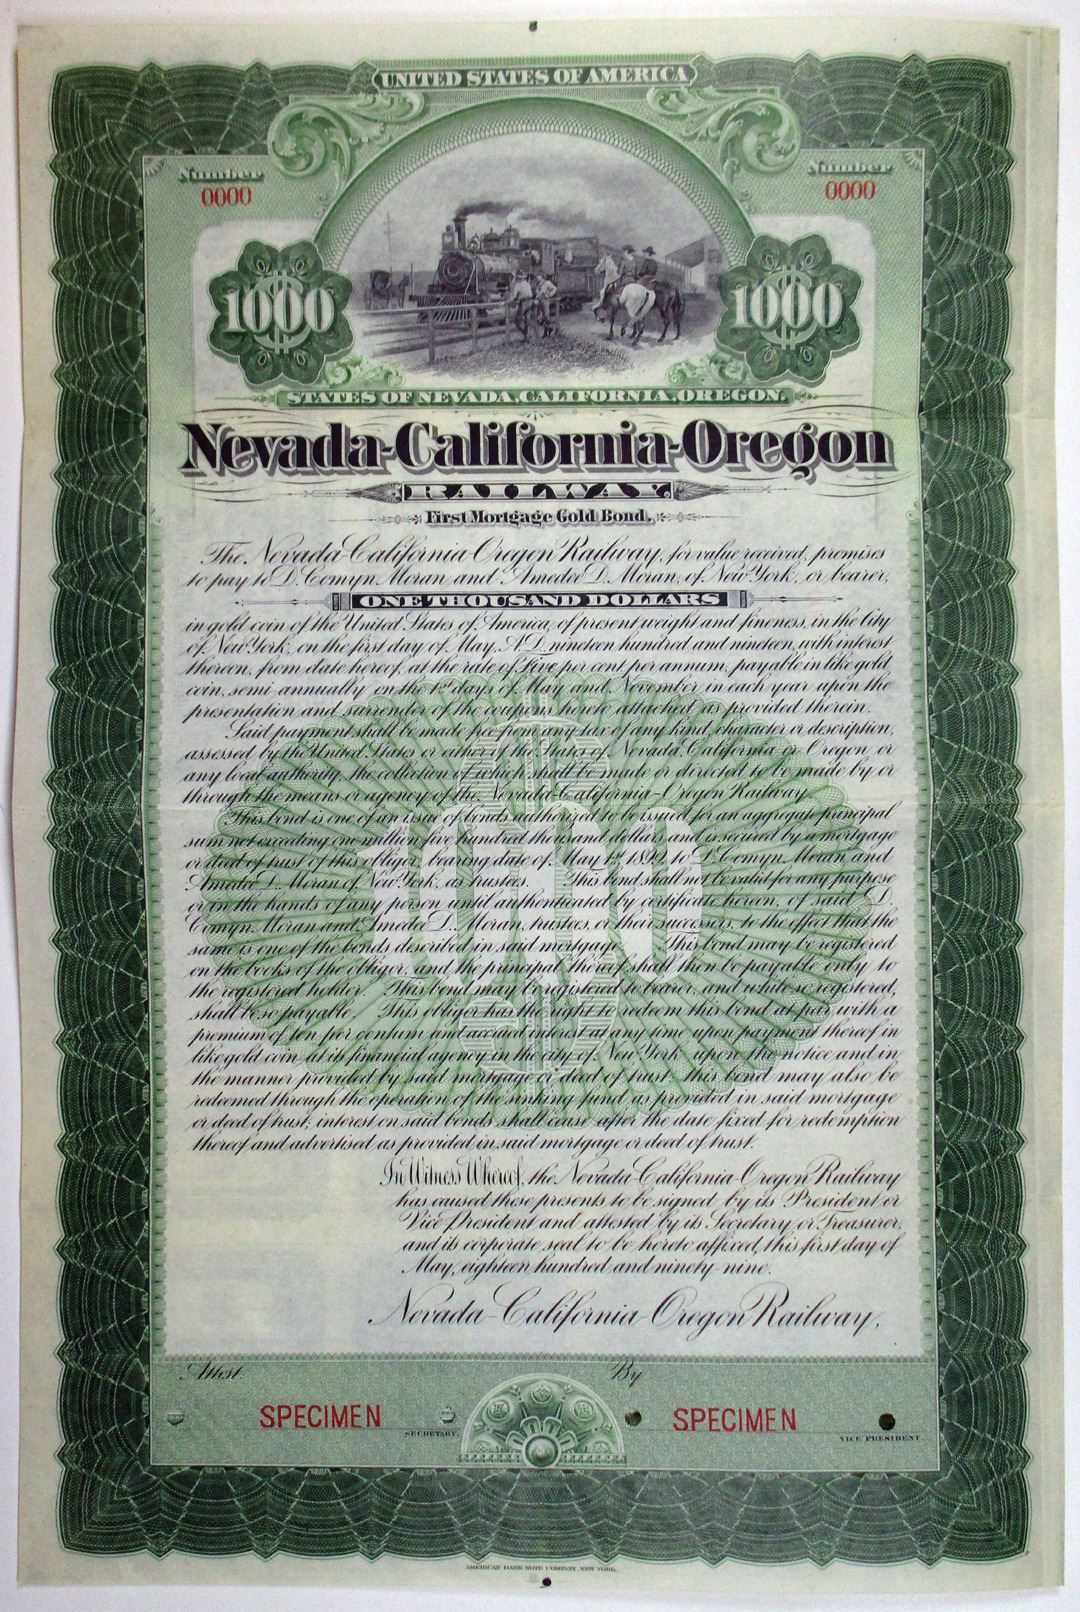 UNITED STATES OF AMERICA
Number
0000
Number
0000
1000
1000
STATES OF NEVADA, CALIFORNIA, OREGON.
Nevada-California-Oregon
RAILWAY.
First Mortgage Gold Bond.
The Nevada-California-Oregon Railway, for value received, promises
to pay to D. Comyn Moran and Amedee D. Moran, of New York, or bearer,
ONE THOUSAND DOLLARS
in gold coin of the United States of America, of present weight and fineness, in the City
of New York, on the first day of May, A.D. nineteen hundred and nineteen, with interest
thereon, from date hereof, at the rate of Five per cent per annum, payable in like gold
coin, semi-annually on the 1st days of May and November in each year upon the
presentation and surrender of the coupons hereto attached, as provided therein.
Said payment shall be made free from any tax of any kind, character or description,
assessed by the United States or either of the States of Nevada, California or Oregon, or
any local authority, the collection of which shall be made or directed to be made by or
through the means or agency of the Nevada-California-Oregon Railway.
This bond is one of an issue of bonds authorized to be issued for an aggregate principal
sum not exceeding one million five hundred thousand dollars and is secured by a mortgage
or deed of trust of this obligor, bearing date of May 1st 1899, to D. Comyn Moran and
Amedee D. Moran of New York, as trustees. This bond shall not be valid for any purpose
or in the hands of any person until authenticated by certificate hereon, of said D.
Comyn Moran and Amedee D. Moran, trustees, or their successors, to the effect that the
same is one of the bonds described in said mortgage. This bond may be registered
on the books of the obligor, and the principal thereof shall then be payable only to
the registered holder. This bond may be registered to bearer, and while so registered,
shall be so payable. This obligor has the right to redeem this bond at par, with a
premium of ten per centum and accrued interest at any time upon payment thereof in
like gold coin at its financial agency in the city of New York, upon the notice and in
the manner provided by said mortgage or deed of trust. This bond may also be
redeemed through the operation of the sinking fund as provided in said mortgage
or deed of trust; interest on said bonds shall cease after the date fixed for redemption
thereof and advertised as provided in said mortgage or deed of trust.
In Witness Whereof, the Nevada-California-Oregon Railway
has caused these presents to be signed by its President or
Vice-President and attested by its Secretary or Treasurer,
and its corporate seal to be hereto affixed, this first day of
May, eighteen hundred and ninety-nine.
Nevada-California-Oregon Railway,
Attest:
By
SPECIMEN
SECRETARY.
SPECIMEN
VICE PRESIDENT.
AMERICAN BANK NOTE COMPANY, NEW YORK.